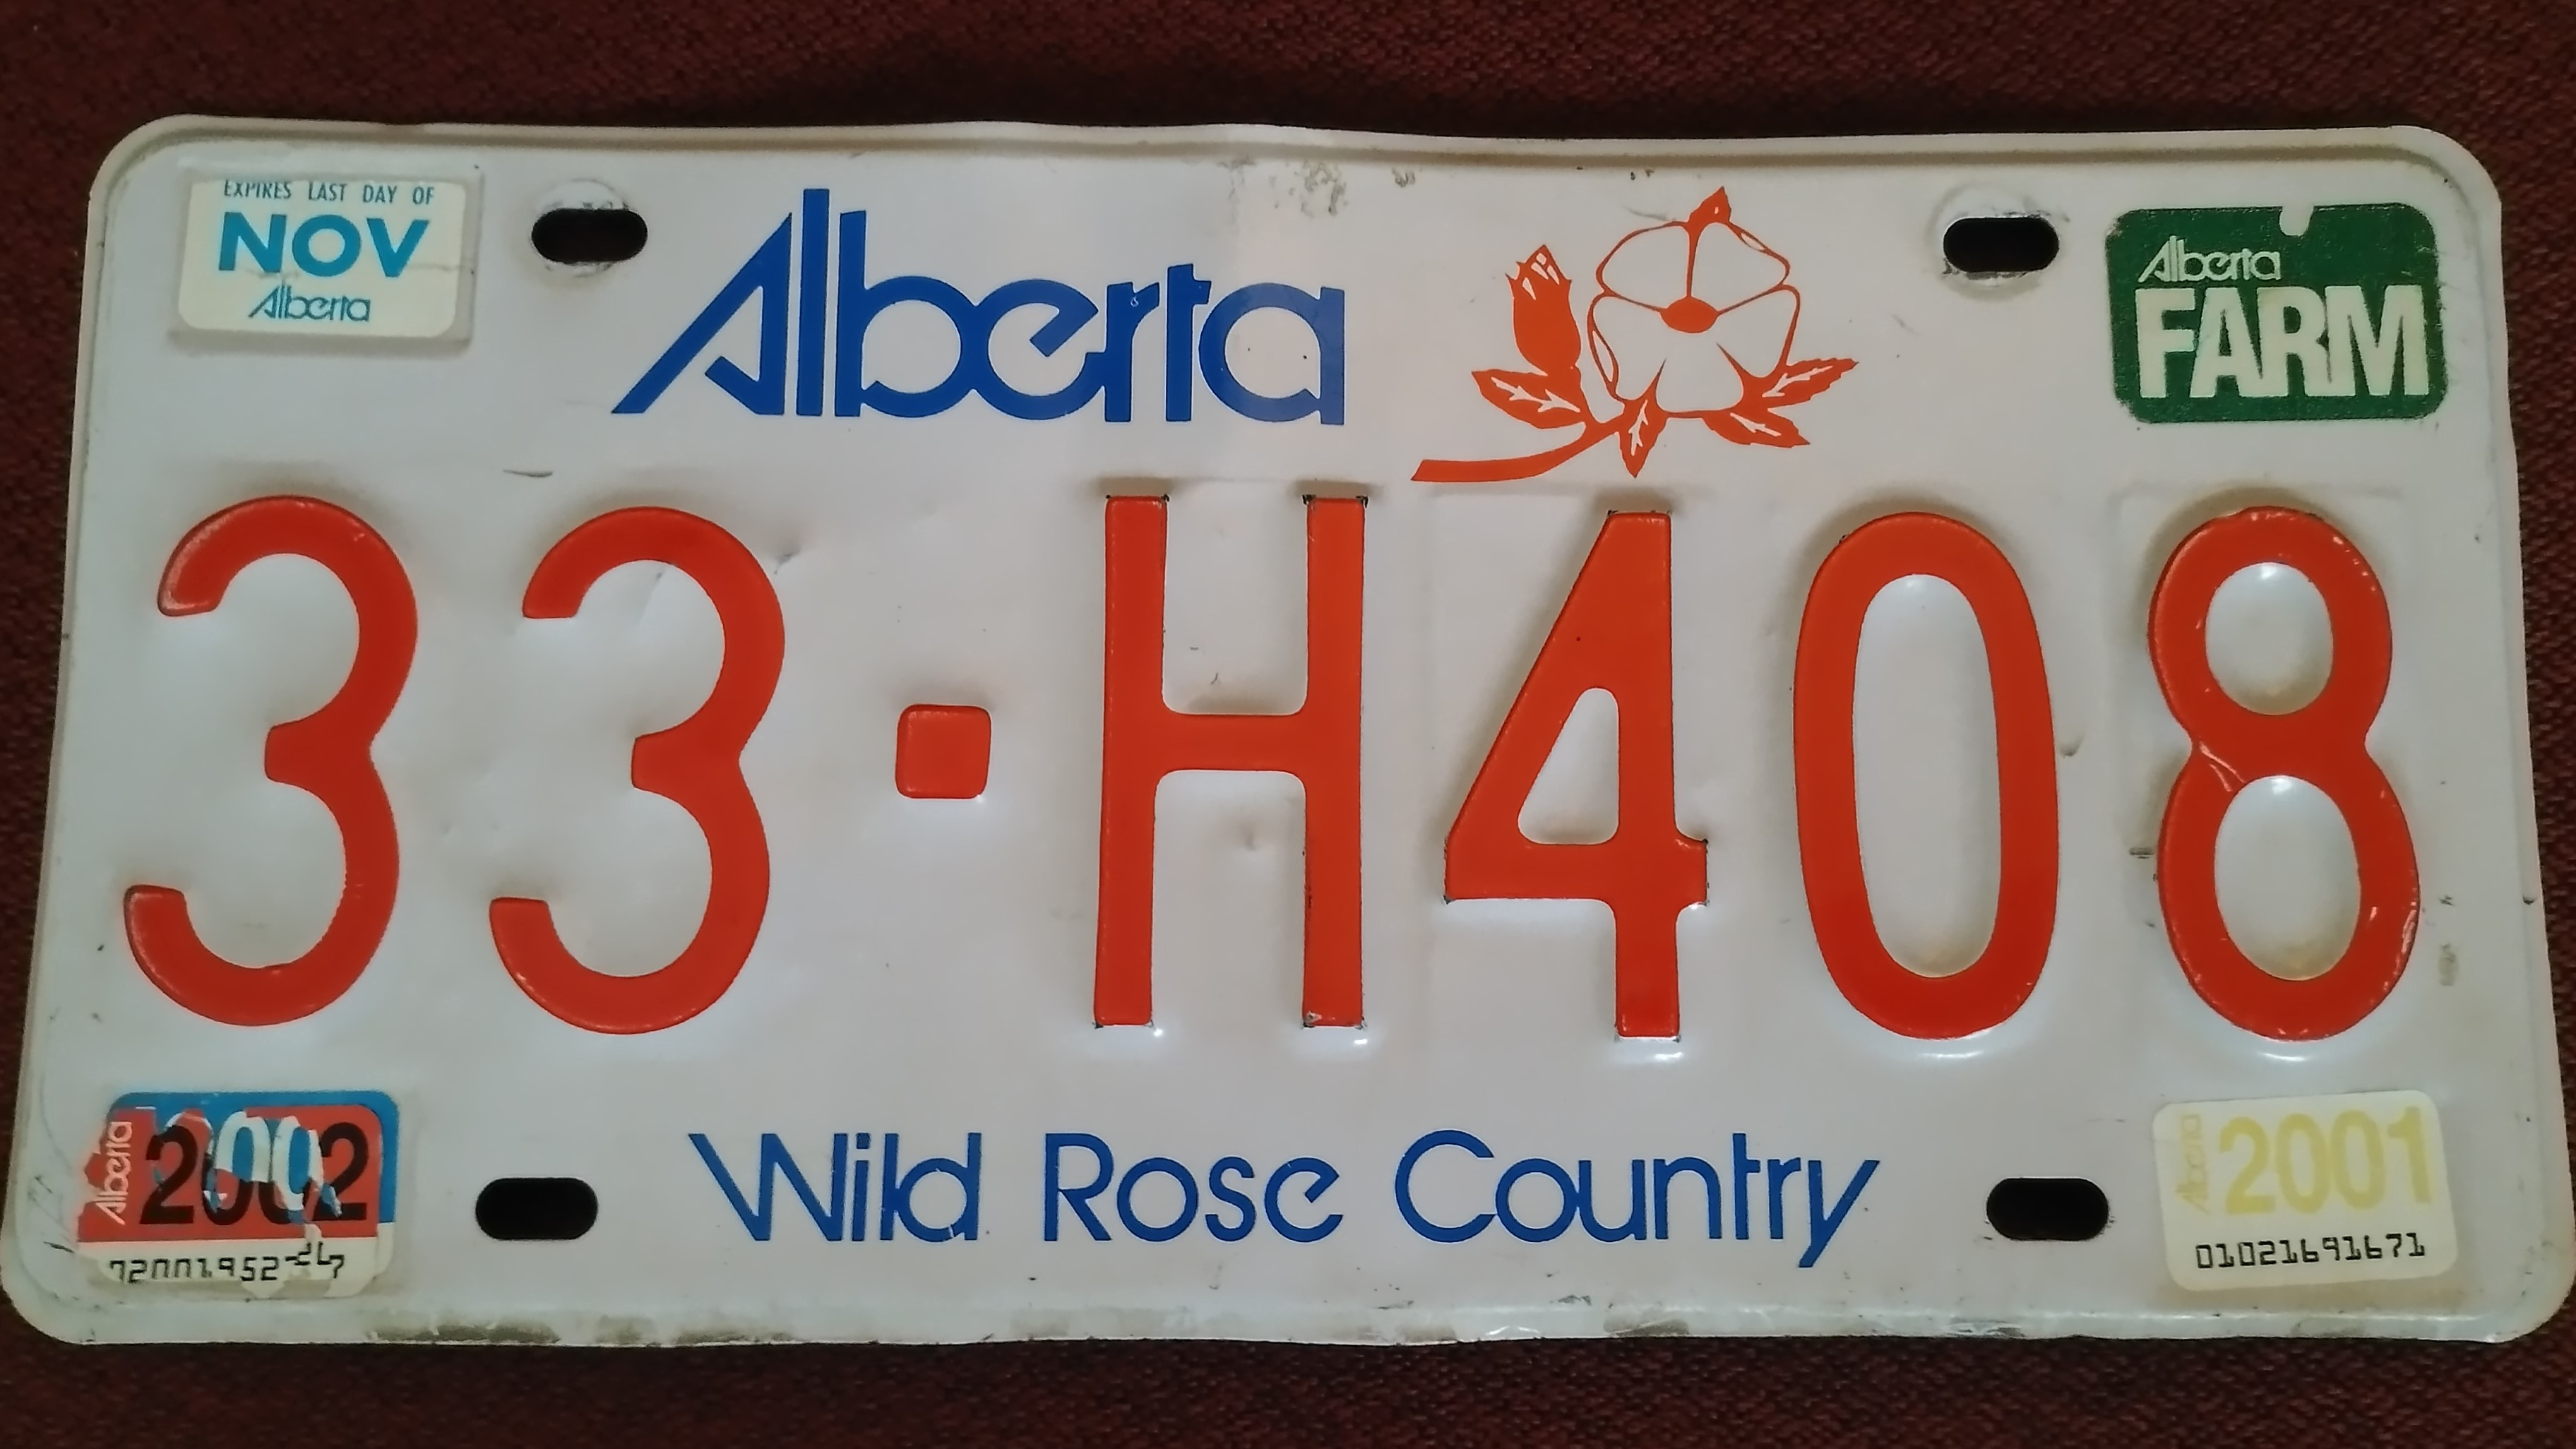 EXPIRES LAST DAY OF
NOV
Alberta
Alberta
Alberta
FARM
33·H408
Alberta
2002
Wild Rose Country
Alberta
2001
01021691671